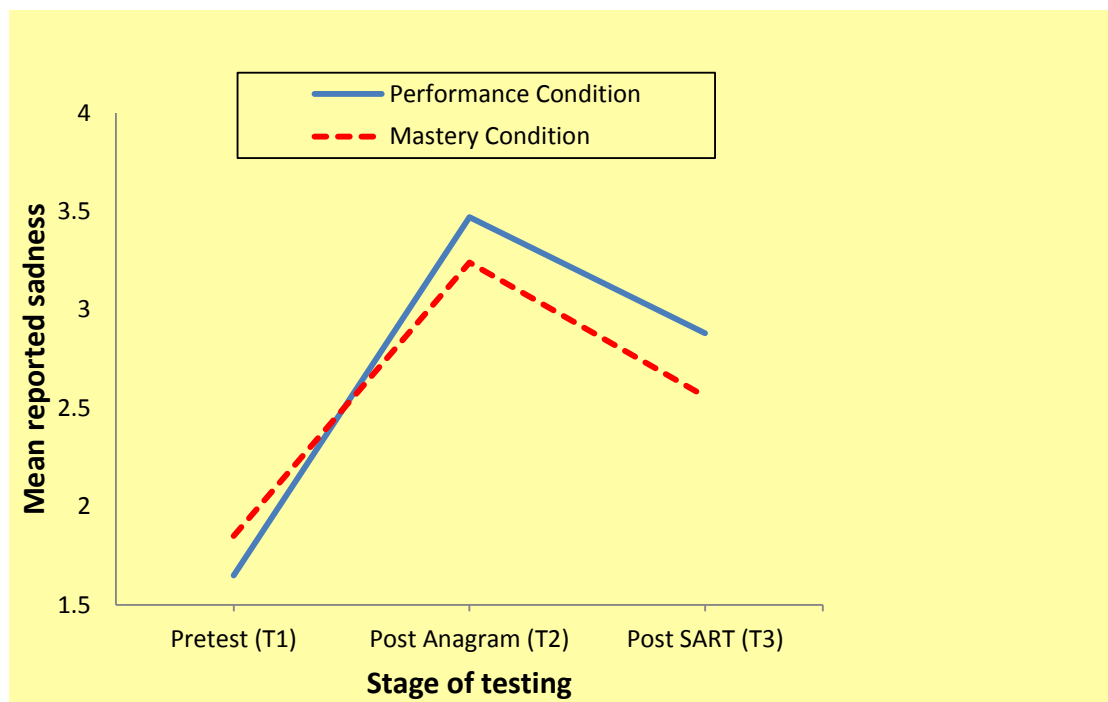 Performance Condition
Mastery Condition
4
3.5
3
2.5
2
1.5
Mean reported sadness
Pretest (T1)
Post Anagram (T2)
Post SART (T3)
Stage of testing